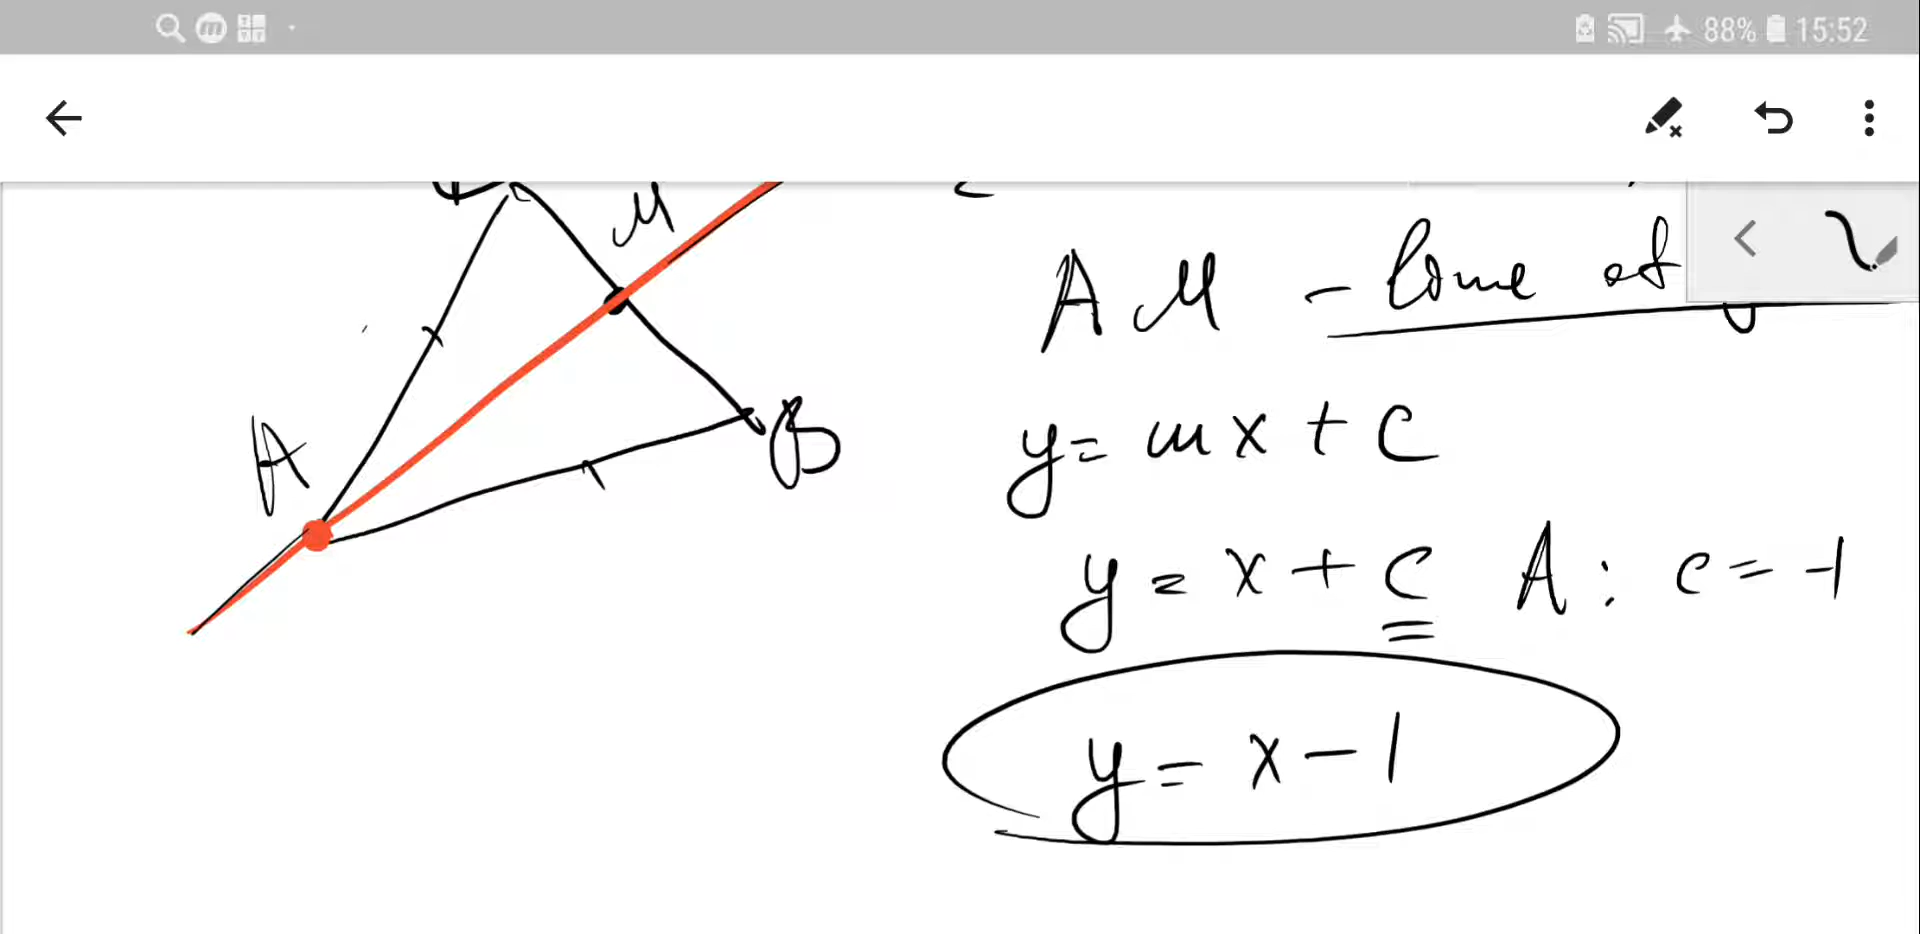 88% 15:52
M
A
B
AM - line of
y = mx + c
y = x + c A: c = -1
y = x - 1